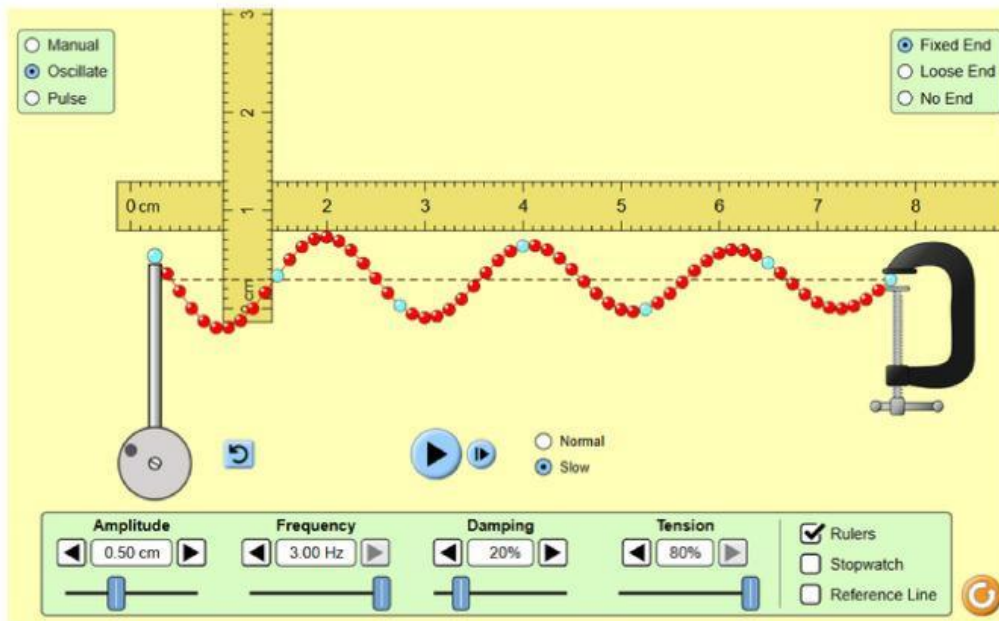 Manual
Oscillate
Pulse
3
2
1
0 cm
Fixed End
Loose End
No End
0 cm 1 2 3 4 5 6 7 8
Normal
Slow
Amplitude Frequency Damping Tension
0.50 cm 3.00 Hz 20% 80%
Rulers
Stopwatch
Reference Line